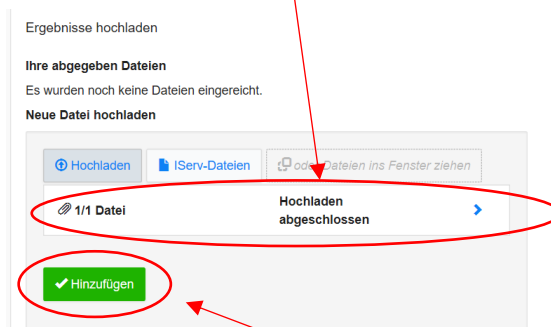 Ergebnisse hochladen
Ihre abgegeben Dateien
Es wurden noch keine Dateien eingereicht.
Neue Datei hochladen
Hochladen IServ-Dateien oder Dateien ins Fenster ziehen
1/1 Datei Hochladen
abgeschlossen
Hinzufügen